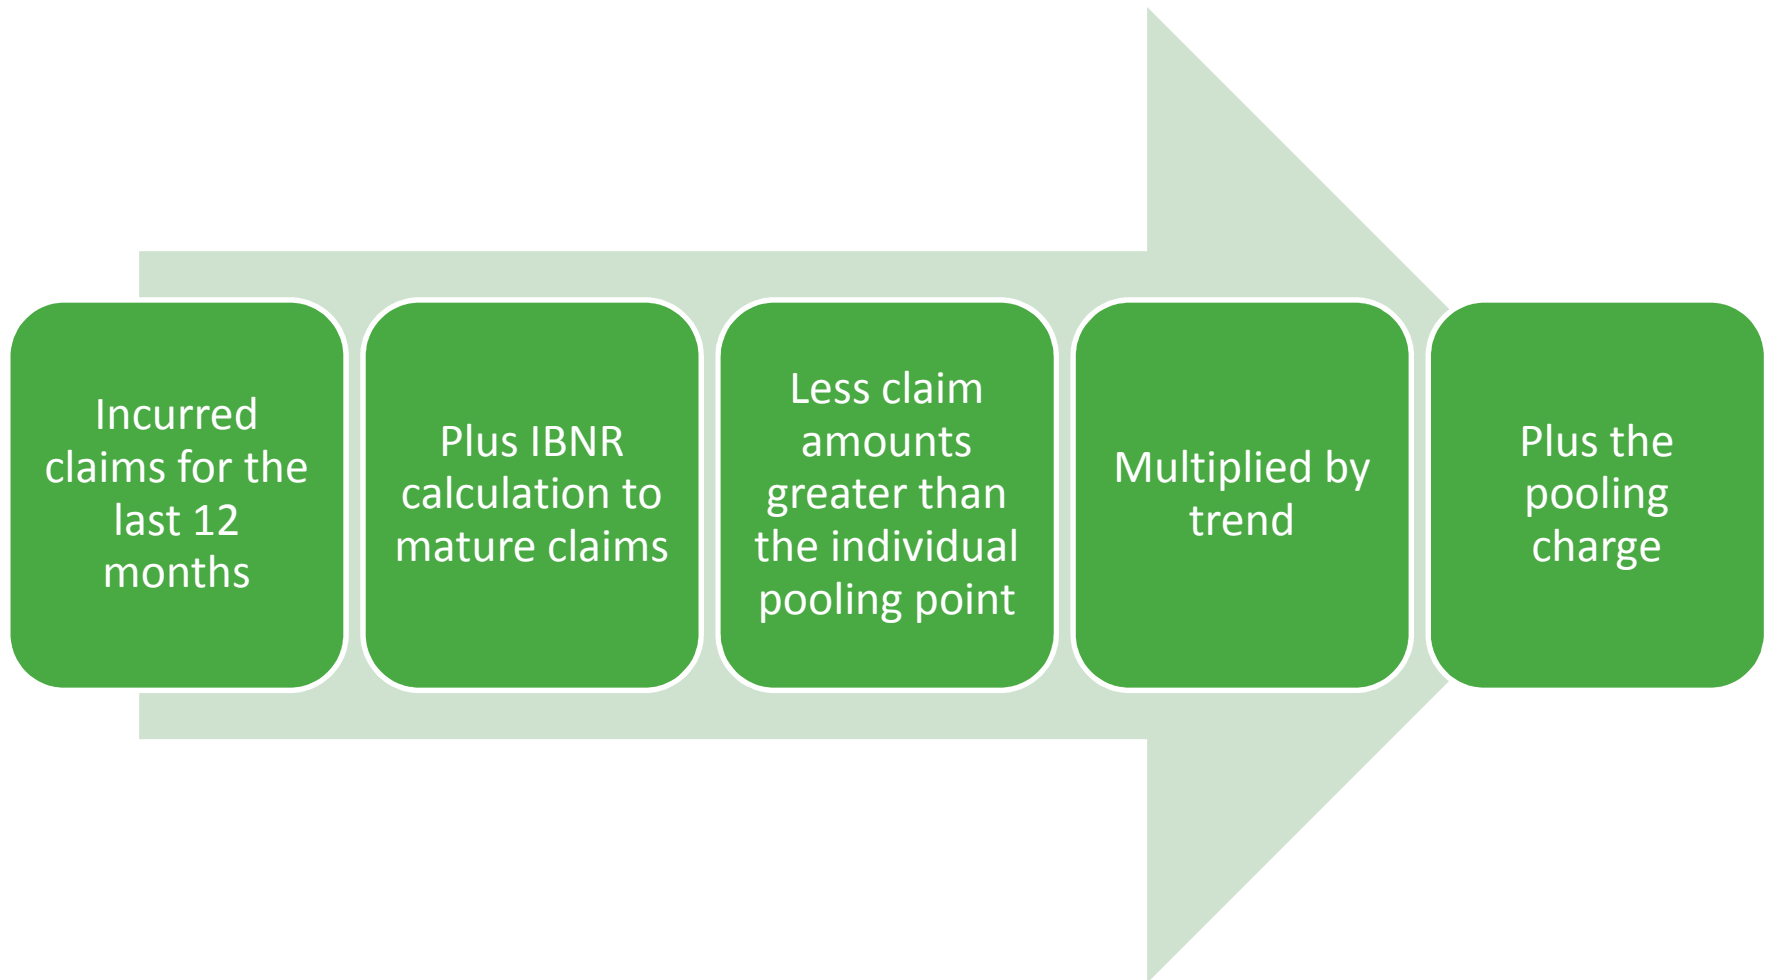 Incurred
claims for the
last 12
months
Plus IBNR
calculation to
mature claims
Less claim
amounts
greater than
the individual
pooling point
Multiplied by
trend
Plus the
pooling
charge